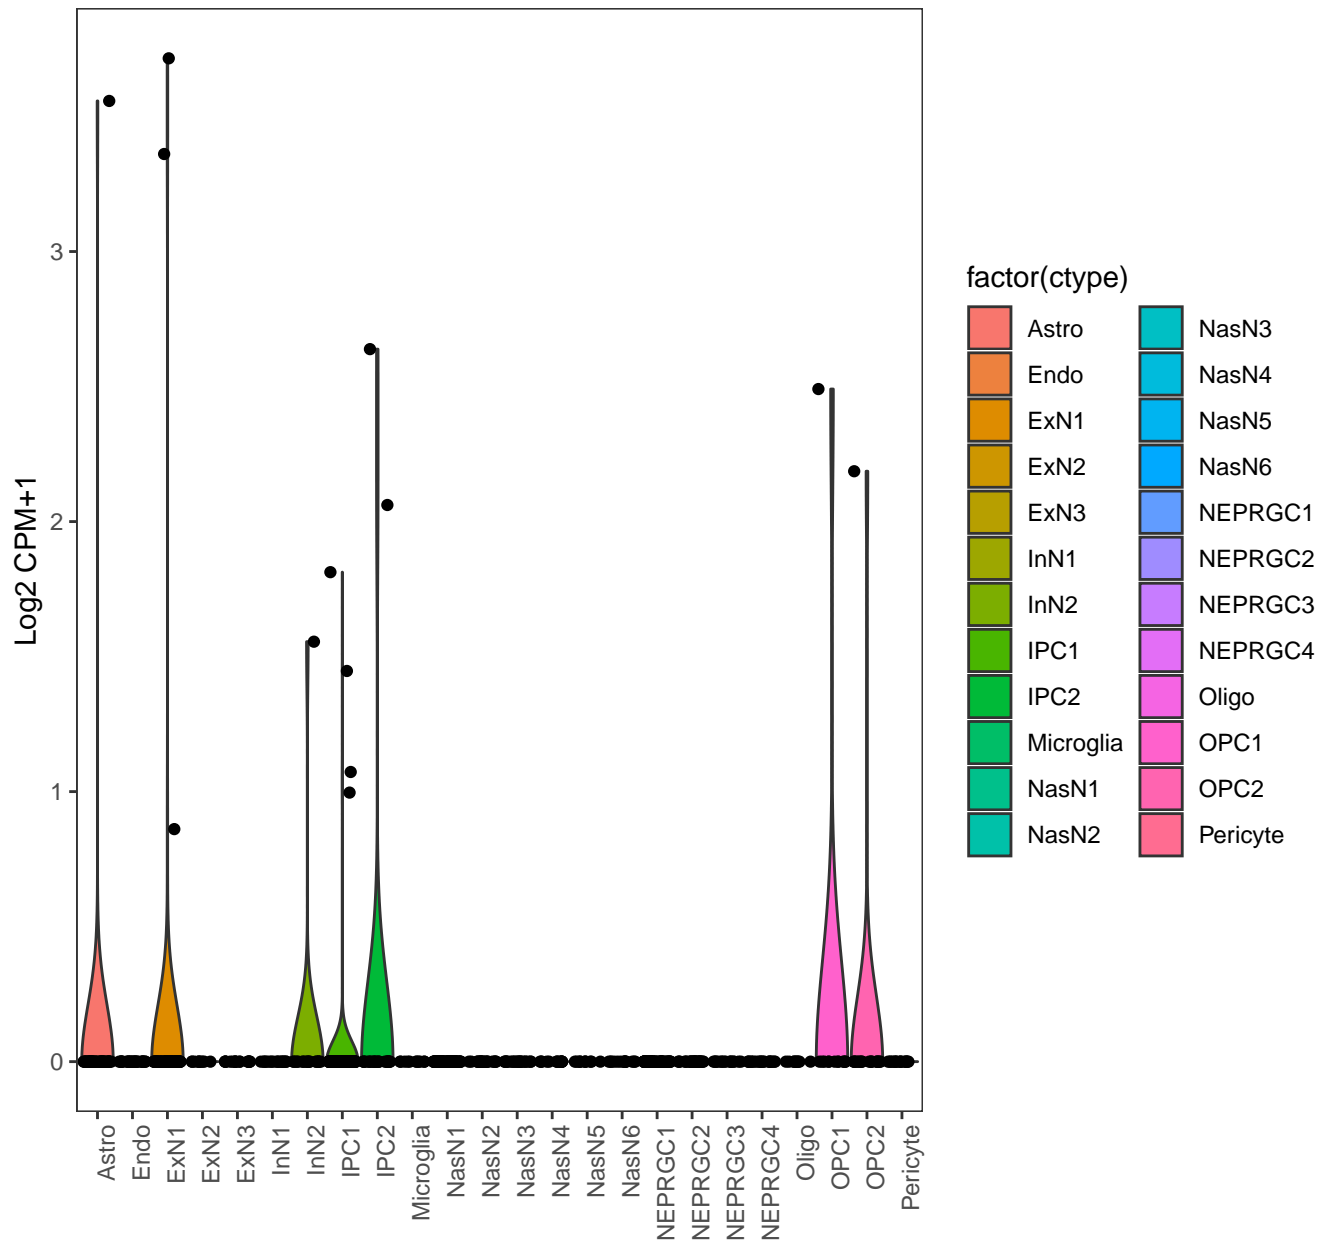 Log2 CPM+1
3
2
1
0
Astro
Endo
ExN1
ExN2
ExN3
InN1
InN2
IPC1
IPC2
Microglia
NasN1
NasN2
NasN3
NasN4
NasN5
NasN6
NEPRGC1
NEPRGC2
NEPRGC3
NEPRGC4
Oligo
OPC1
OPC2
Pericyte
factor(ctype)
Astro
Endo
ExN1
ExN2
ExN3
InN1
InN2
IPC1
IPC2
Microglia
NasN1
NasN2
NasN3
NasN4
NasN5
NasN6
NEPRGC1
NEPRGC2
NEPRGC3
NEPRGC4
Oligo
OPC1
OPC2
Pericyte